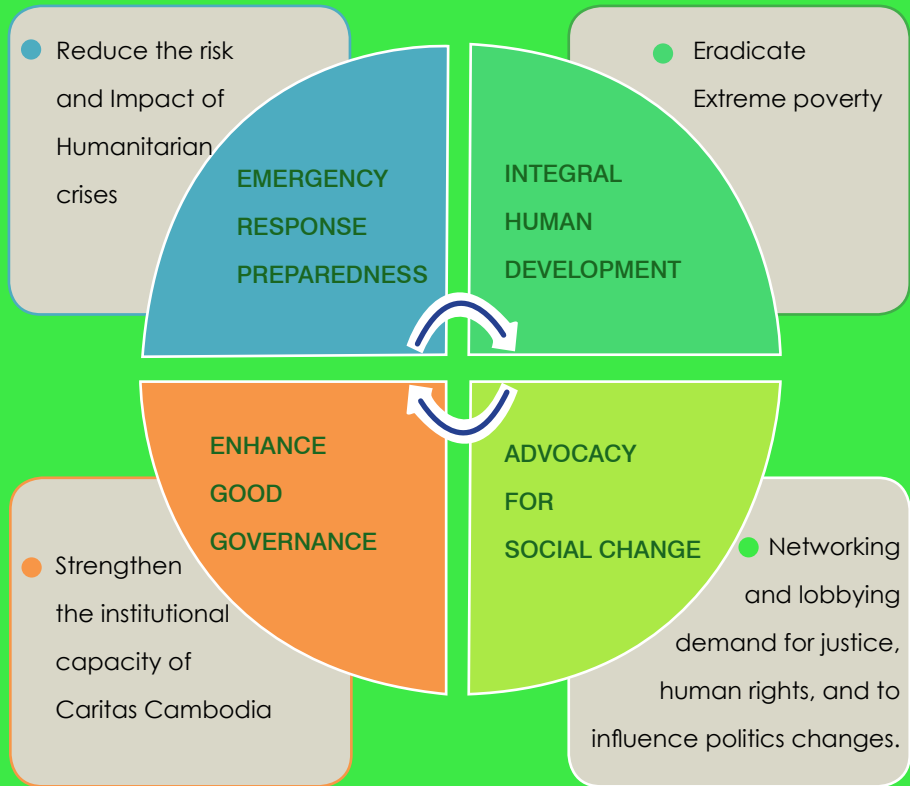 Reduce the risk
and Impact of
Humanitarian
crises
EMERGENCY
RESPONSE
PREPAREDNESS
Eradicate
Extreme poverty
INTEGRAL
HUMAN
DEVELOPMENT
ENHANCE
GOOD
GOVERNANCE
Strengthen
the institutional
capacity of
Caritas Cambodia
ADVOCACY
FOR
SOCIAL CHANGE
Networking
and lobbying
demand for justice,
human rights, and to
influence politics changes.